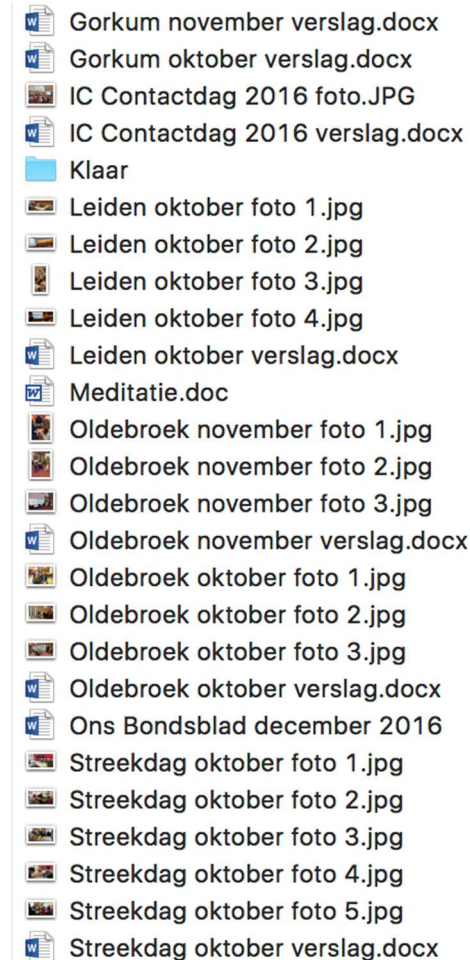 Gorkum november verslag.docx
Gorkum oktober verslag.docx
IC Contactdag 2016 foto.JPG
IC Contactdag 2016 verslag.docx
Klaar
Leiden oktober foto 1.jpg
Leiden oktober foto 2.jpg
Leiden oktober foto 3.jpg
Leiden oktober foto 4.jpg
Leiden oktober verslag.docx
Meditatie.doc
Oldebroek november foto 1.jpg
Oldebroek november foto 2.jpg
Oldebroek november foto 3.jpg
Oldebroek november verslag.docx
Oldebroek oktober foto 1.jpg
Oldebroek oktober foto 2.jpg
Oldebroek oktober foto 3.jpg
Oldebroek oktober verslag.docx
Ons Bondsblad december 2016
Streekdag oktober foto 1.jpg
Streekdag oktober foto 2.jpg
Streekdag oktober foto 3.jpg
Streekdag oktober foto 4.jpg
Streekdag oktober foto 5.jpg
Streekdag oktober verslag.docx